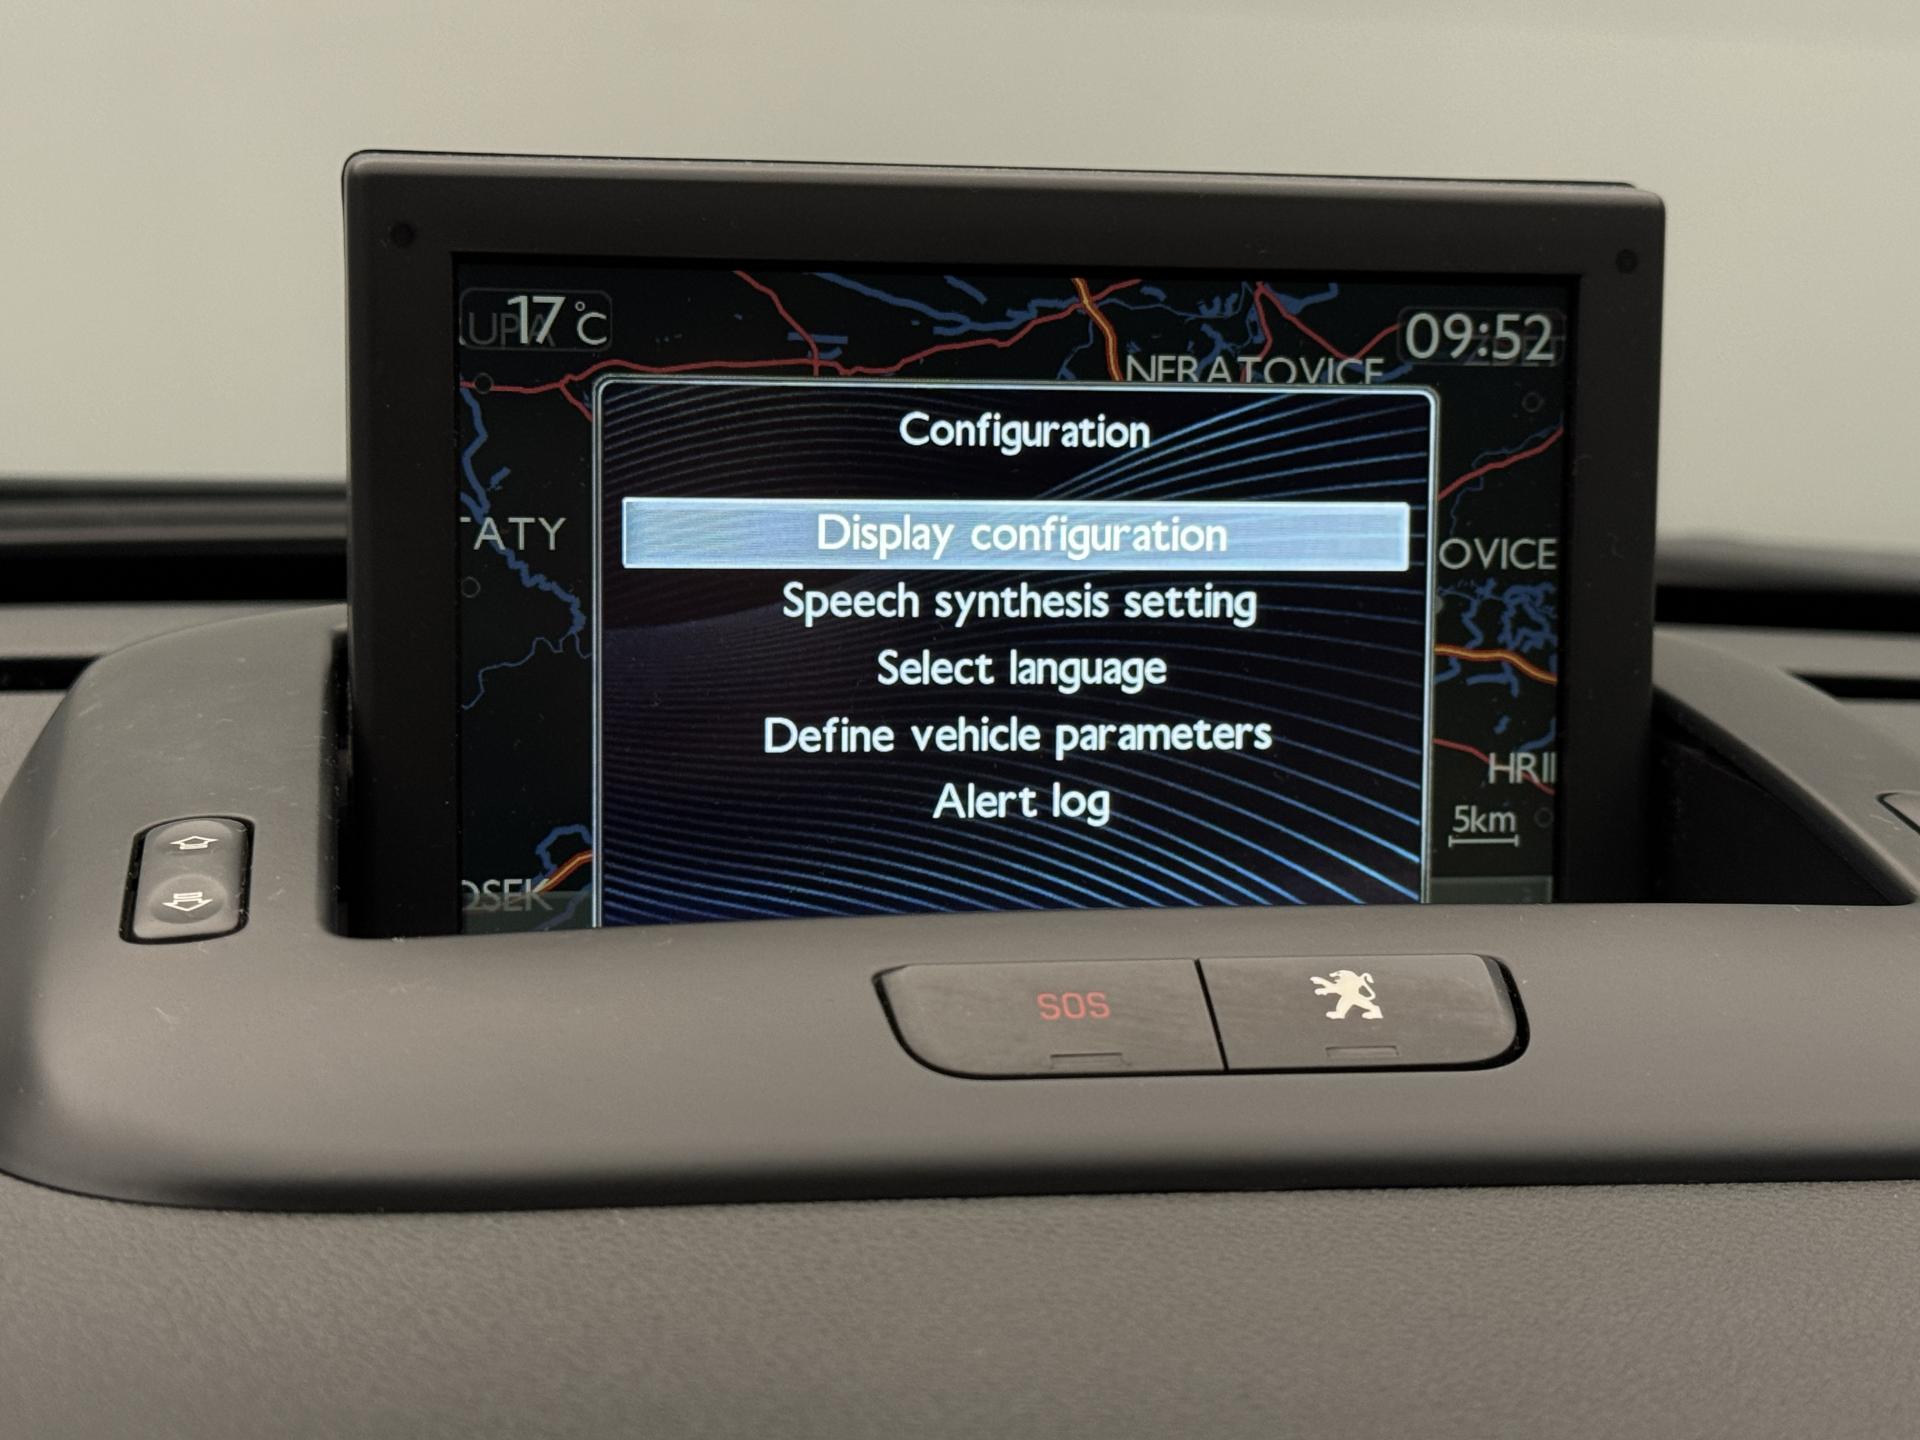 17°C
09:52
NERATOVICE
Configuration
Display configuration
Speech synthesis setting
Select language
Define vehicle parameters
Alert log
5km
SOS